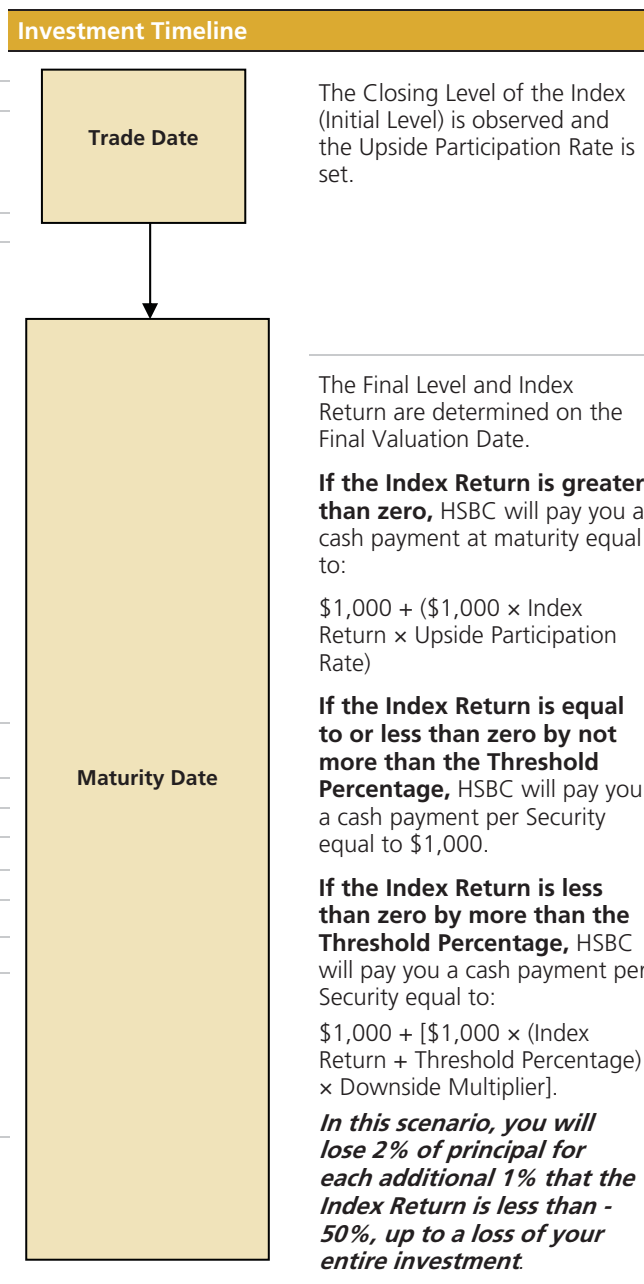 Investment Timeline
Trade Date
The Closing Level of the Index
(Initial Level) is observed and
the Upside Participation Rate is
set.
Maturity Date
The Final Level and Index
Return are determined on the
Final Valuation Date.
If the Index Return is greater
than zero, HSBC will pay you a
cash payment at maturity equal
to:
$1,000 + ($1,000 × Index
Return × Upside Participation
Rate)
If the Index Return is equal
to or less than zero by not
more than the Threshold
Percentage, HSBC will pay you
a cash payment per Security
equal to $1,000.
If the Index Return is less
than zero by more than the
Threshold Percentage, HSBC
will pay you a cash payment per
Security equal to:
$1,000 + [$1,000 × (Index
Return + Threshold Percentage)
× Downside Multiplier].
In this scenario, you will
lose 2% of principal for
each additional 1% that the
Index Return is less than -
50%, up to a loss of your
entire investment.